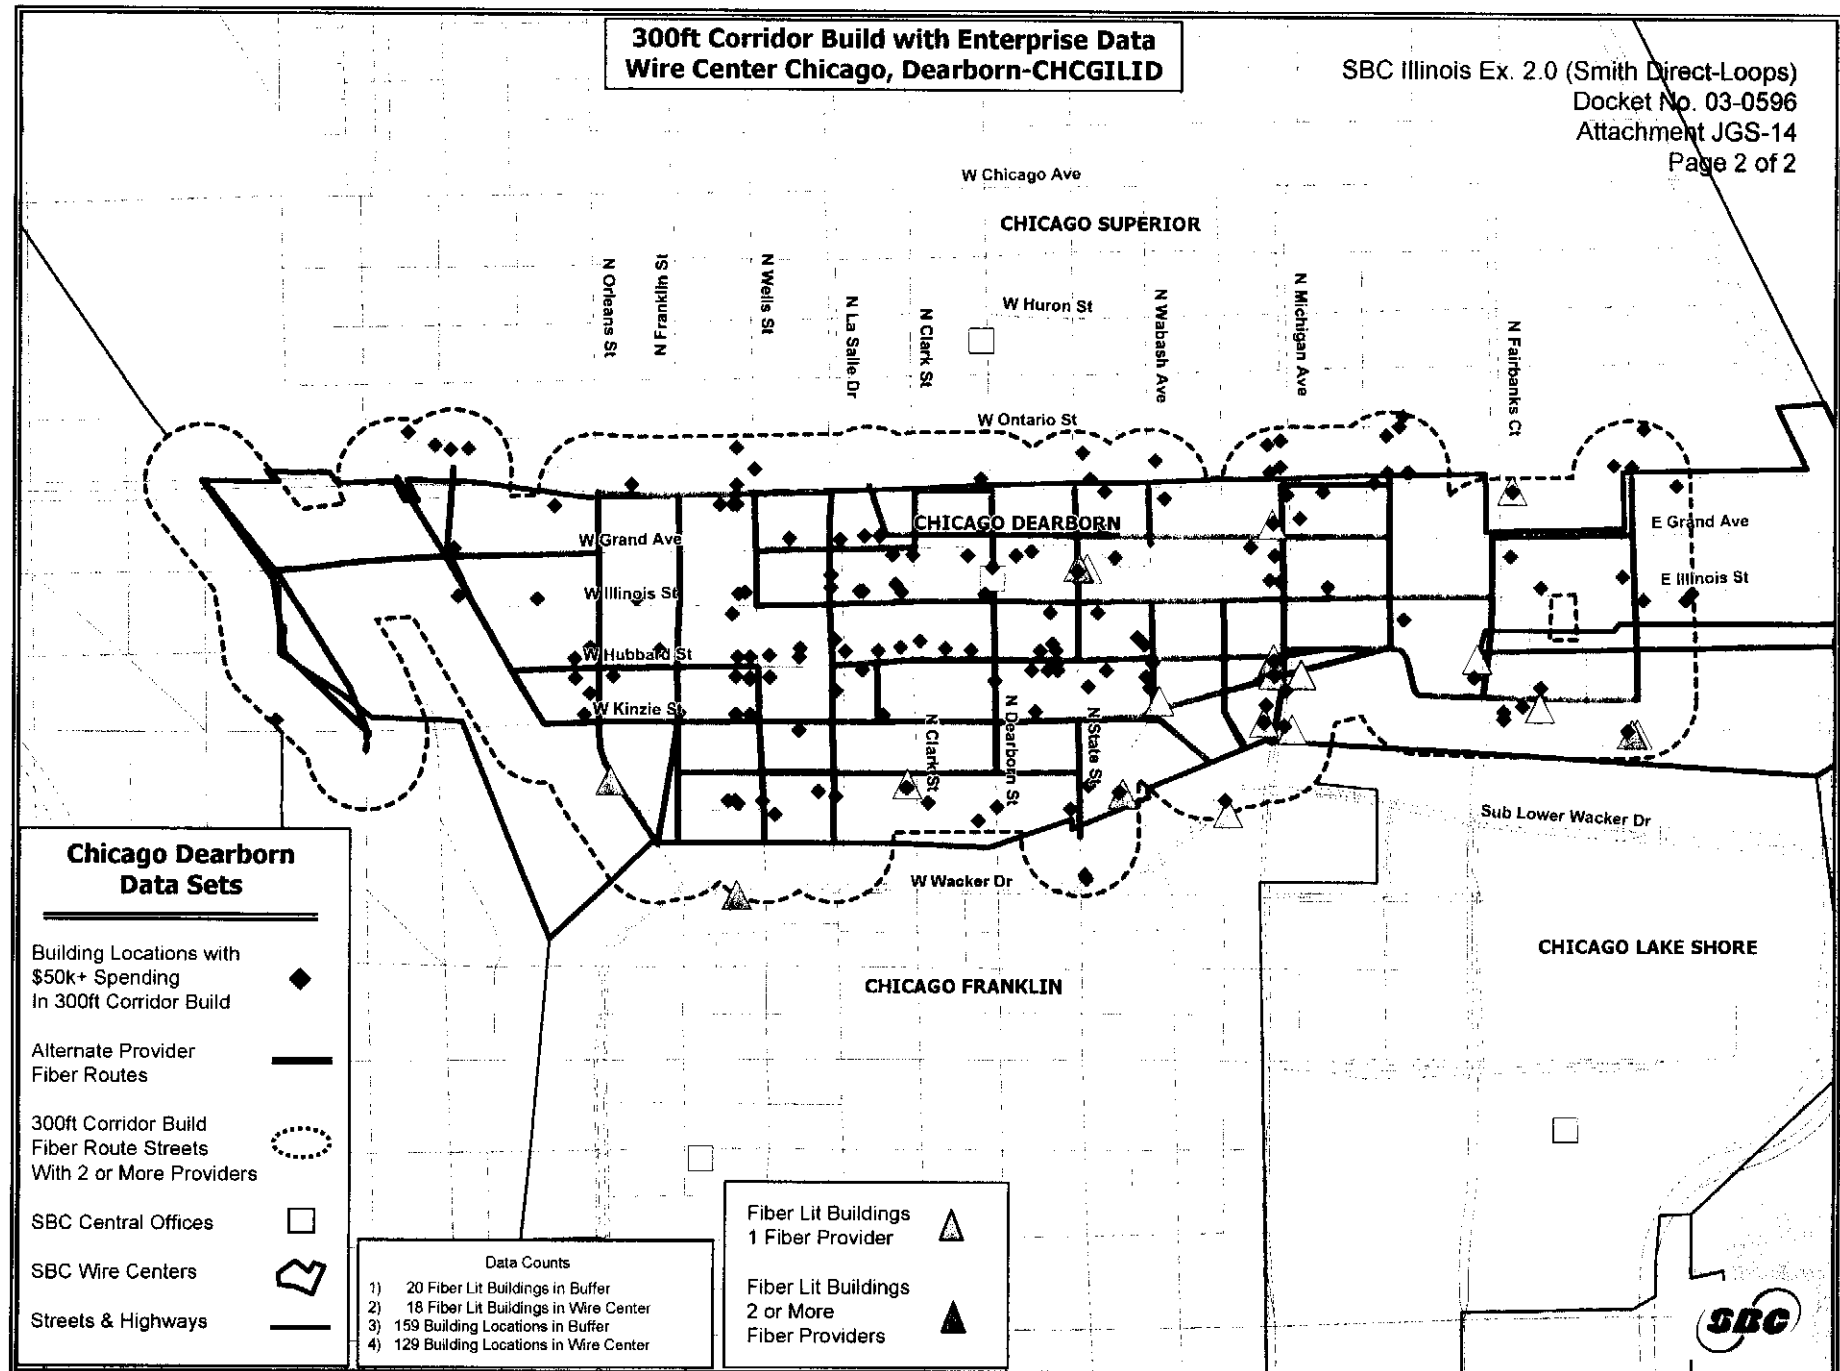 300ft Corridor Build with Enterprise Data
Wire Center Chicago, Dearborn-CHCGILID
SBC Illinois Ex. 2.0 (Smith Direct-Loops)
Docket No. 03-0596
Attachment JGS-14
Page 2 of 2
W Chicago Ave
CHICAGO SUPERIOR
N Orleans St
N Franklin St
N Wells St
N La Salle Dr
N Clark St
W Huron St
N Wabash Ave
N Michigan Ave
N Fairbanks Ct
W Ontario St
CHICAGO DEARBORN
W Grand Ave
E Grand Ave
W Illinois St
E Illinois St
W Hubbard St
W Kinzie St
N Clark St
N Dearborn St
N State St
Sub Lower Wacker Dr
W Wacker Dr
CHICAGO LAKE SHORE
CHICAGO FRANKLIN
Chicago Dearborn
Data Sets
Building Locations with
$50k+ Spending
In 300ft Corridor Build
Alternate Provider
Fiber Routes
300ft Corridor Build
Fiber Route Streets
With 2 or More Providers
SBC Central Offices
SBC Wire Centers
Streets & Highways
Data Counts
1) 20 Fiber Lit Buildings in Buffer
2) 18 Fiber Lit Buildings in Wire Center
3) 159 Building Locations in Buffer
4) 129 Building Locations in Wire Center
Fiber Lit Buildings
1 Fiber Provider
Fiber Lit Buildings
2 or More
Fiber Providers
SBC